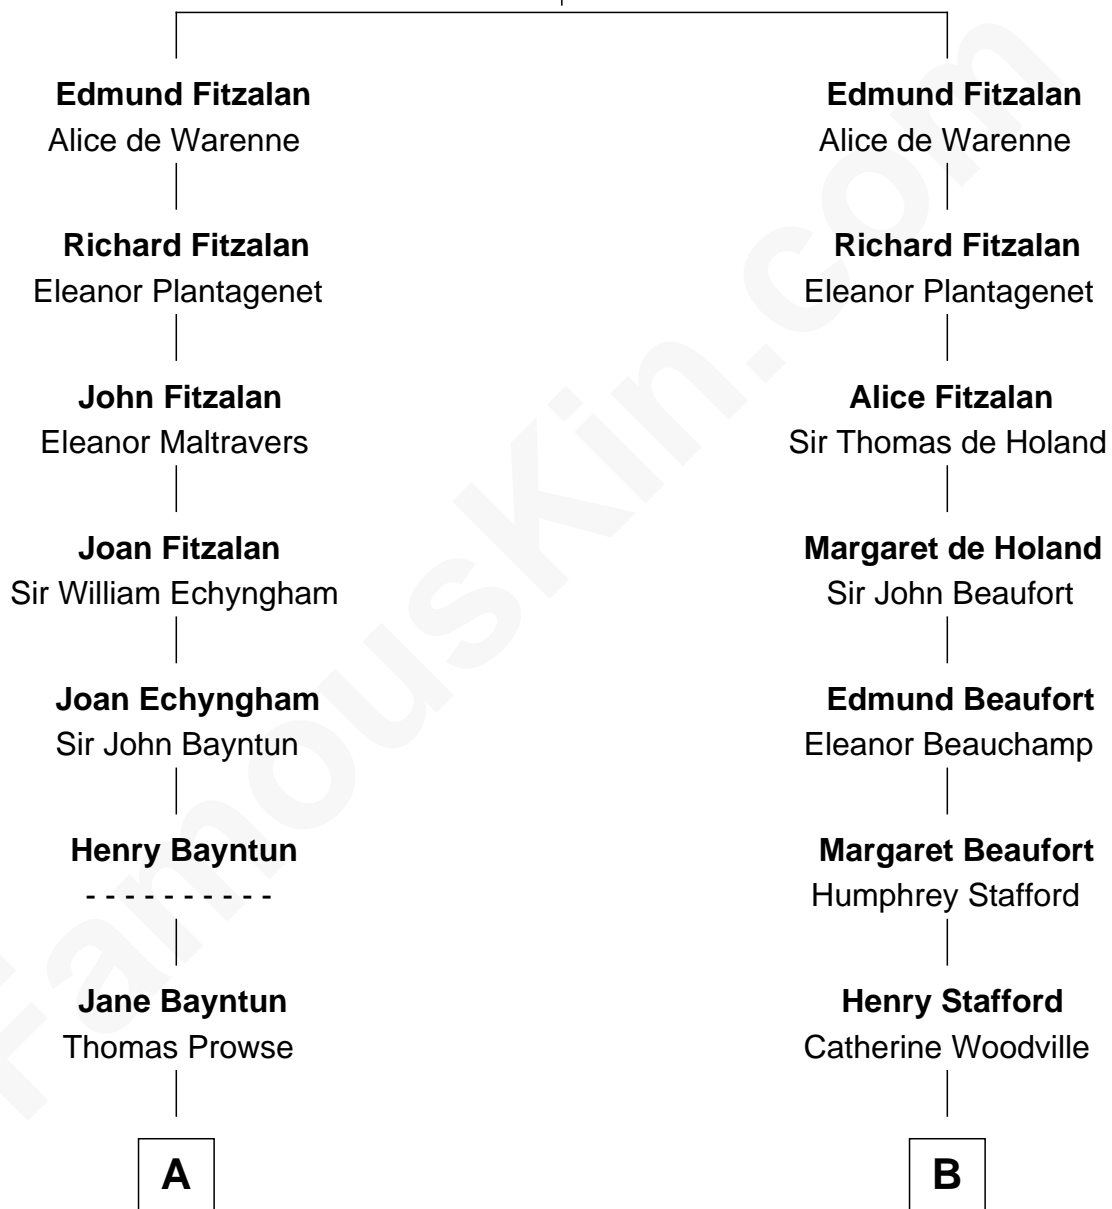 Edmund Fitzalan
Alice de Warenne
Edmund Fitzalan
Alice de Warenne
Richard Fitzalan
Eleanor Plantagenet
Richard Fitzalan
Eleanor Plantagenet
John Fitzalan
Eleanor Maltravers
Alice Fitzalan
Sir Thomas de Holand
Joan Fitzalan
Sir William Echyngham
Margaret de Holand
Sir John Beaufort
Joan Echyngham
Sir John Bayntun
Edmund Beaufort
Eleanor Beauchamp
Henry Bayntun
- - - - - - - - - -
Margaret Beaufort
Humphrey Stafford
Jane Bayntun
Thomas Prowse
Henry Stafford
Catherine Woodville
A
B
FamousKin.com